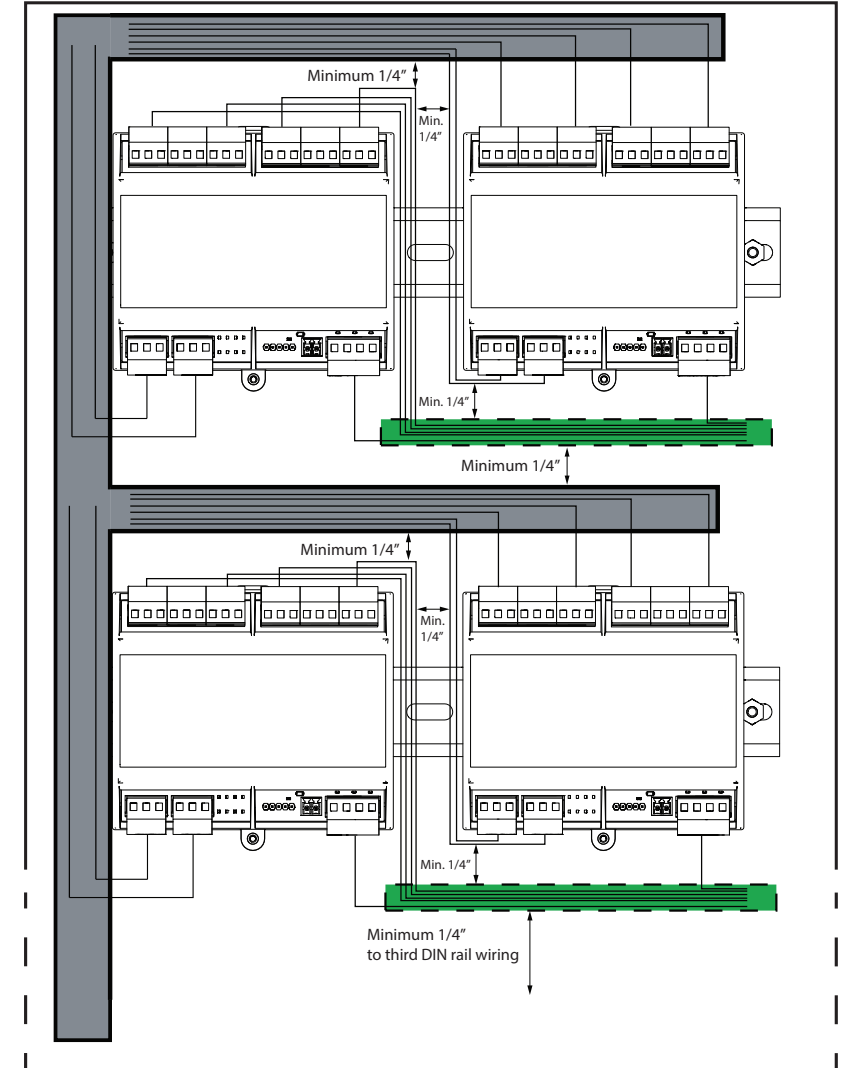 Minimum 1/4”
Min.
1/4”
Min. 1/4”
Minimum 1/4”
Minimum 1/4”
Min.
1/4”
Min. 1/4”
Minimum 1/4”
to third DIN rail wiring